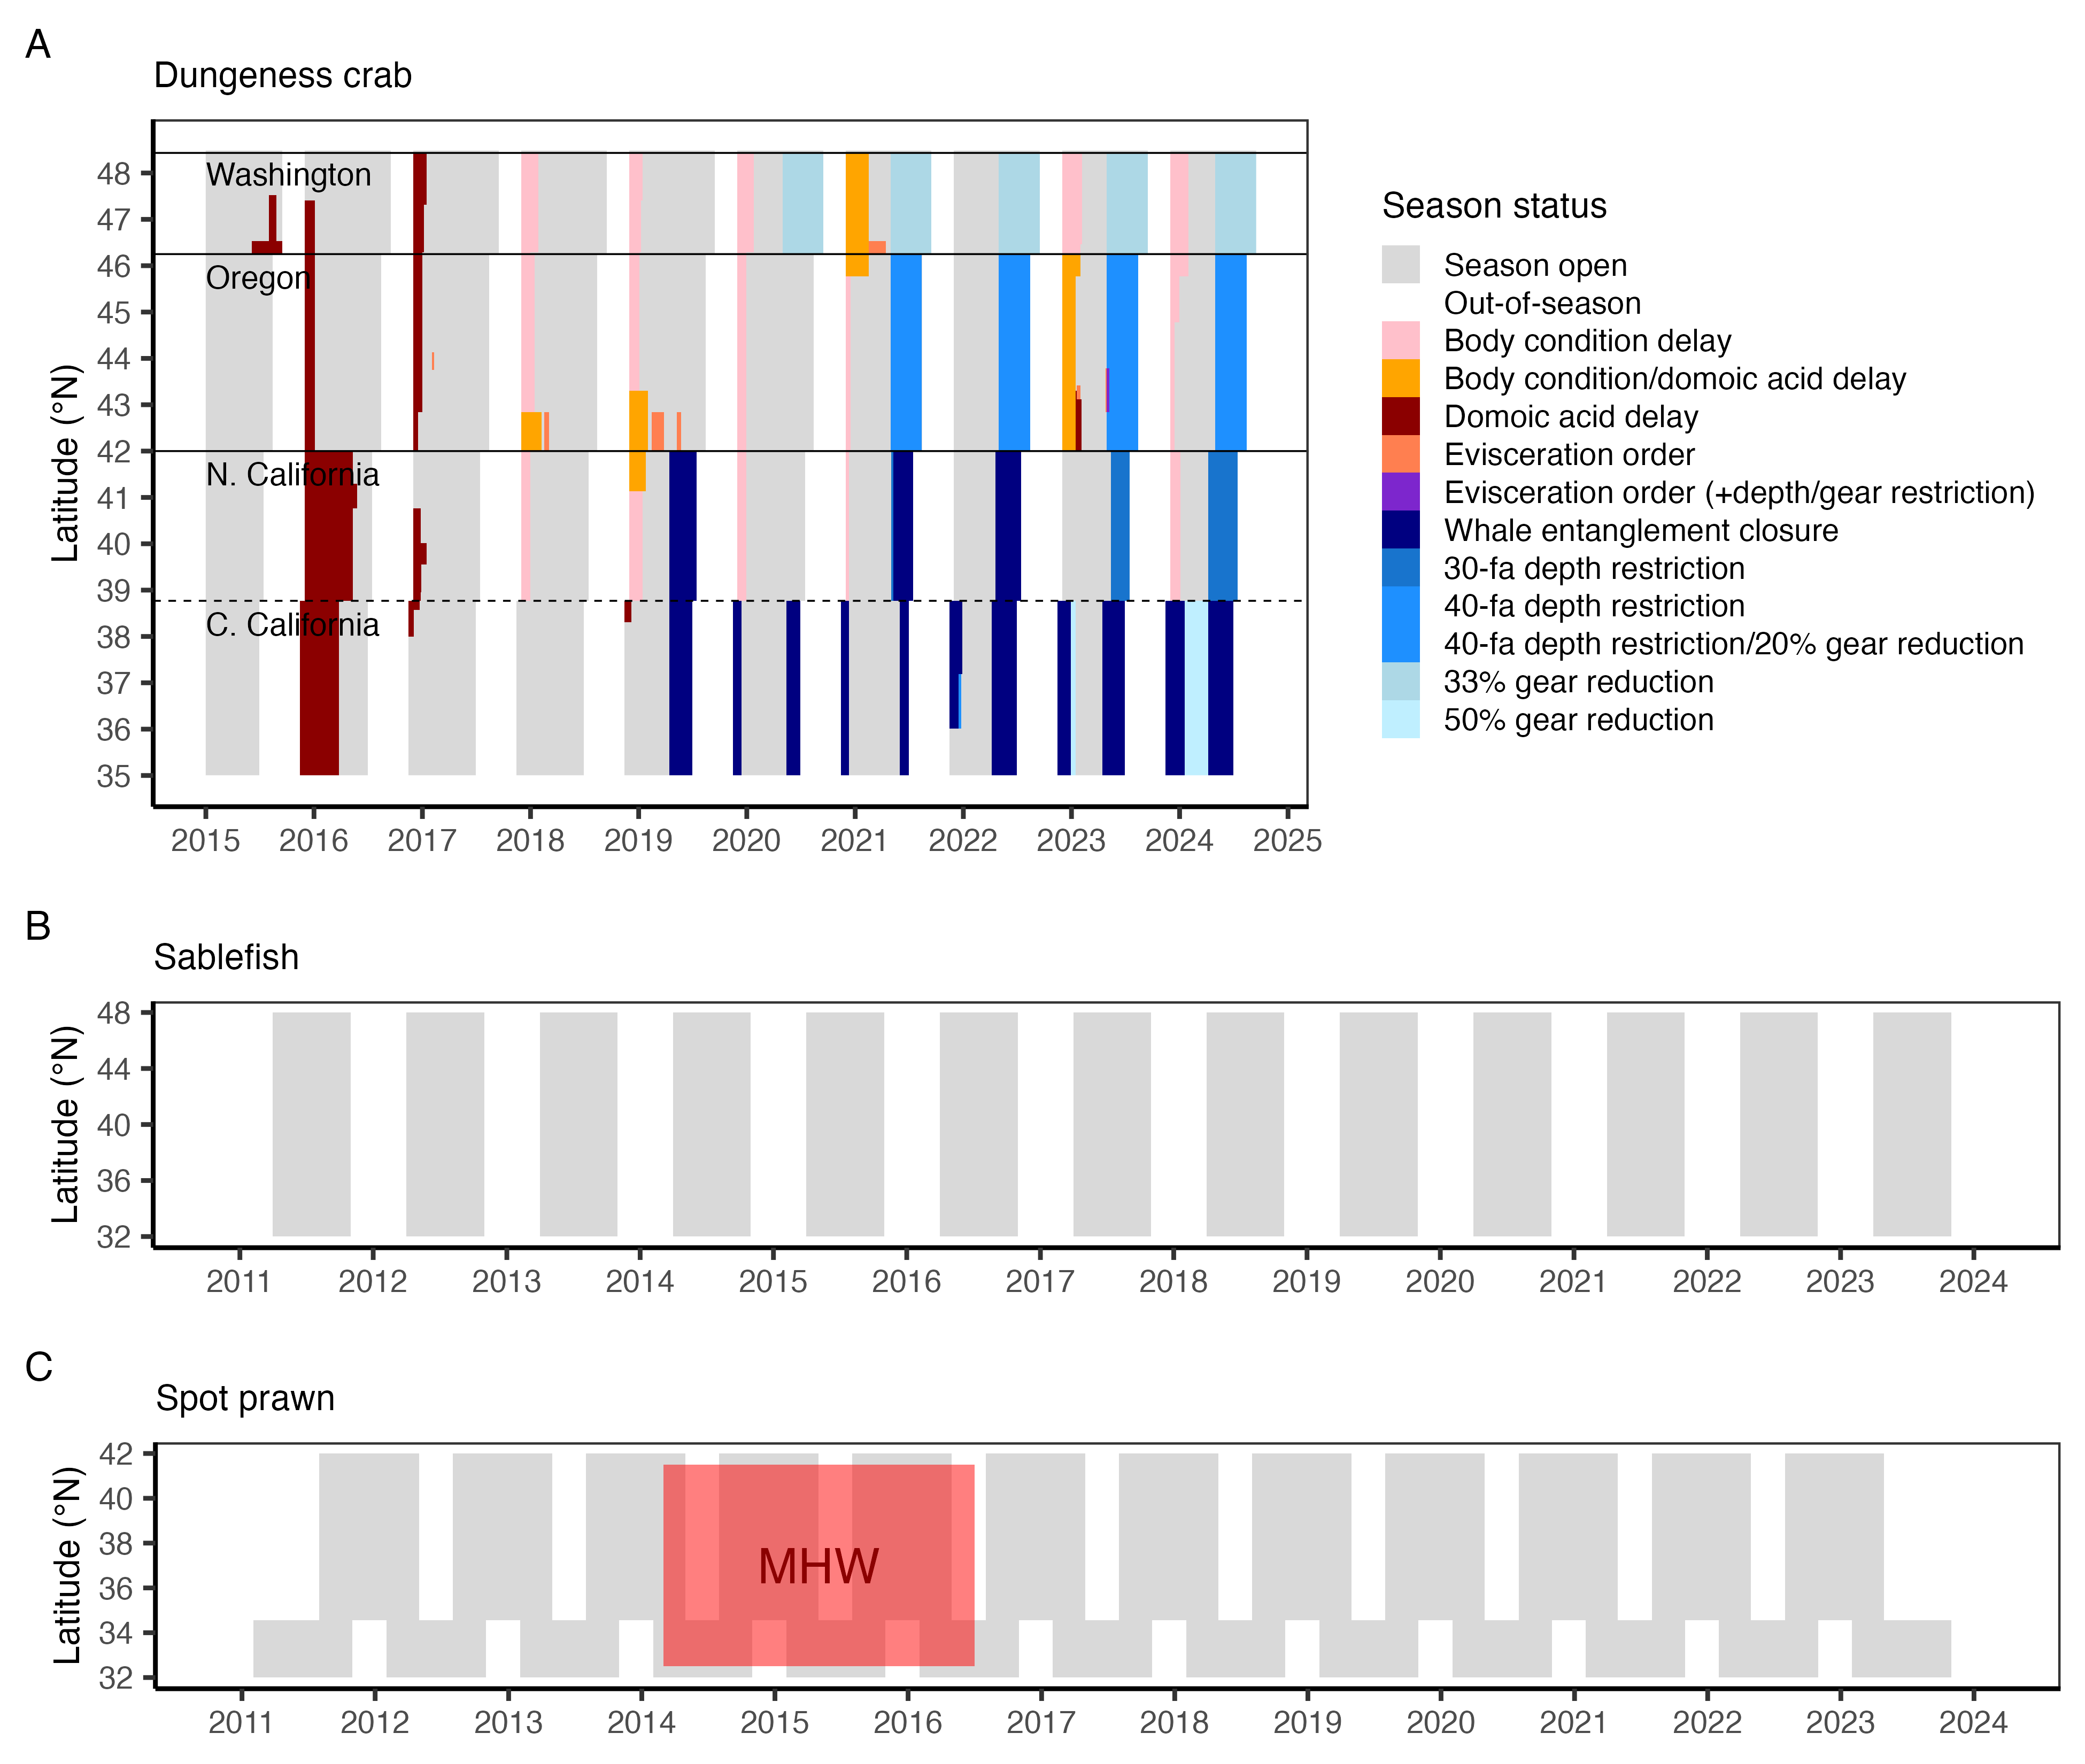 A
Dungeness crab
Latitude (°N)
48
47
46
45
44
43
42
41
40
39
38
37
36
35
Washington
Oregon
N. California
C. California
2015 2016 2017 2018 2019 2020 2021 2022 2023 2024 2025
Season status
Season open
Out-of-season
Body condition delay
Body condition/domoic acid delay
Domoic acid delay
Evisceration order
Evisceration order (+depth/gear restriction)
Whale entanglement closure
30-fa depth restriction
40-fa depth restriction
40-fa depth restriction/20% gear reduction
33% gear reduction
50% gear reduction
B
Sablefish
Latitude (°N)
48
44
40
36
32
2011 2012 2013 2014 2015 2016 2017 2018 2019 2020 2021 2022 2023 2024
C
Spot prawn
Latitude (°N)
42
40
38
36
34
32
MHW
2011 2012 2013 2014 2015 2016 2017 2018 2019 2020 2021 2022 2023 2024